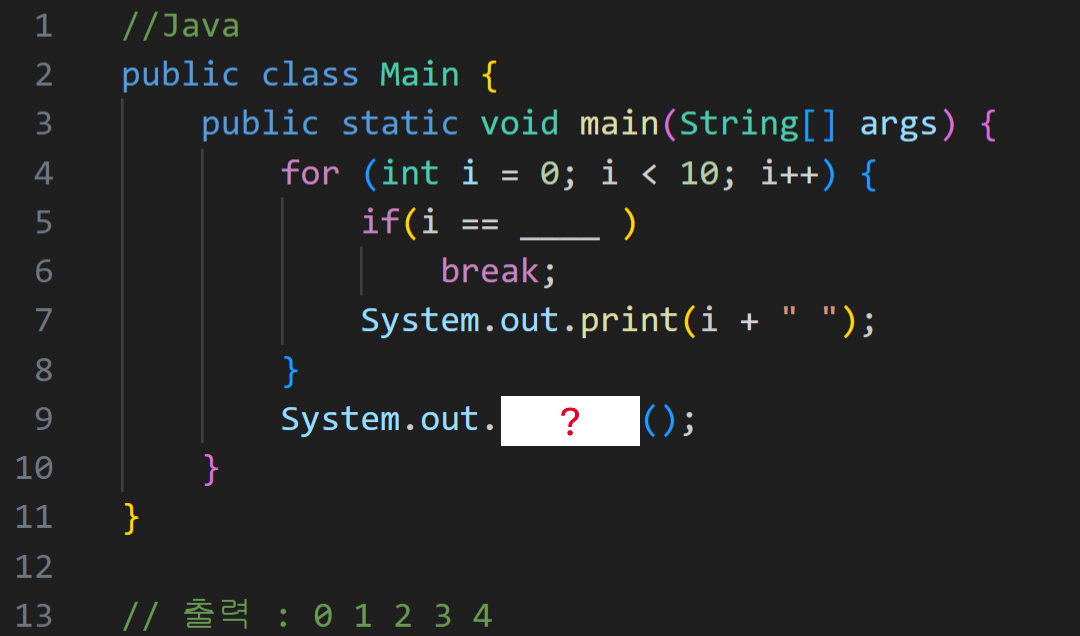 1 //Java
2 public class Main {
3 public static void main(String[] args) {
4 for (int i = 0; i < 10; i++) {
5 if(i == ____ )
6 break;
7 System.out.print(i + " ");
8 }
9 System.out. ? ();
10 }
11 }
12
13 // 출력 : 0 1 2 3 4